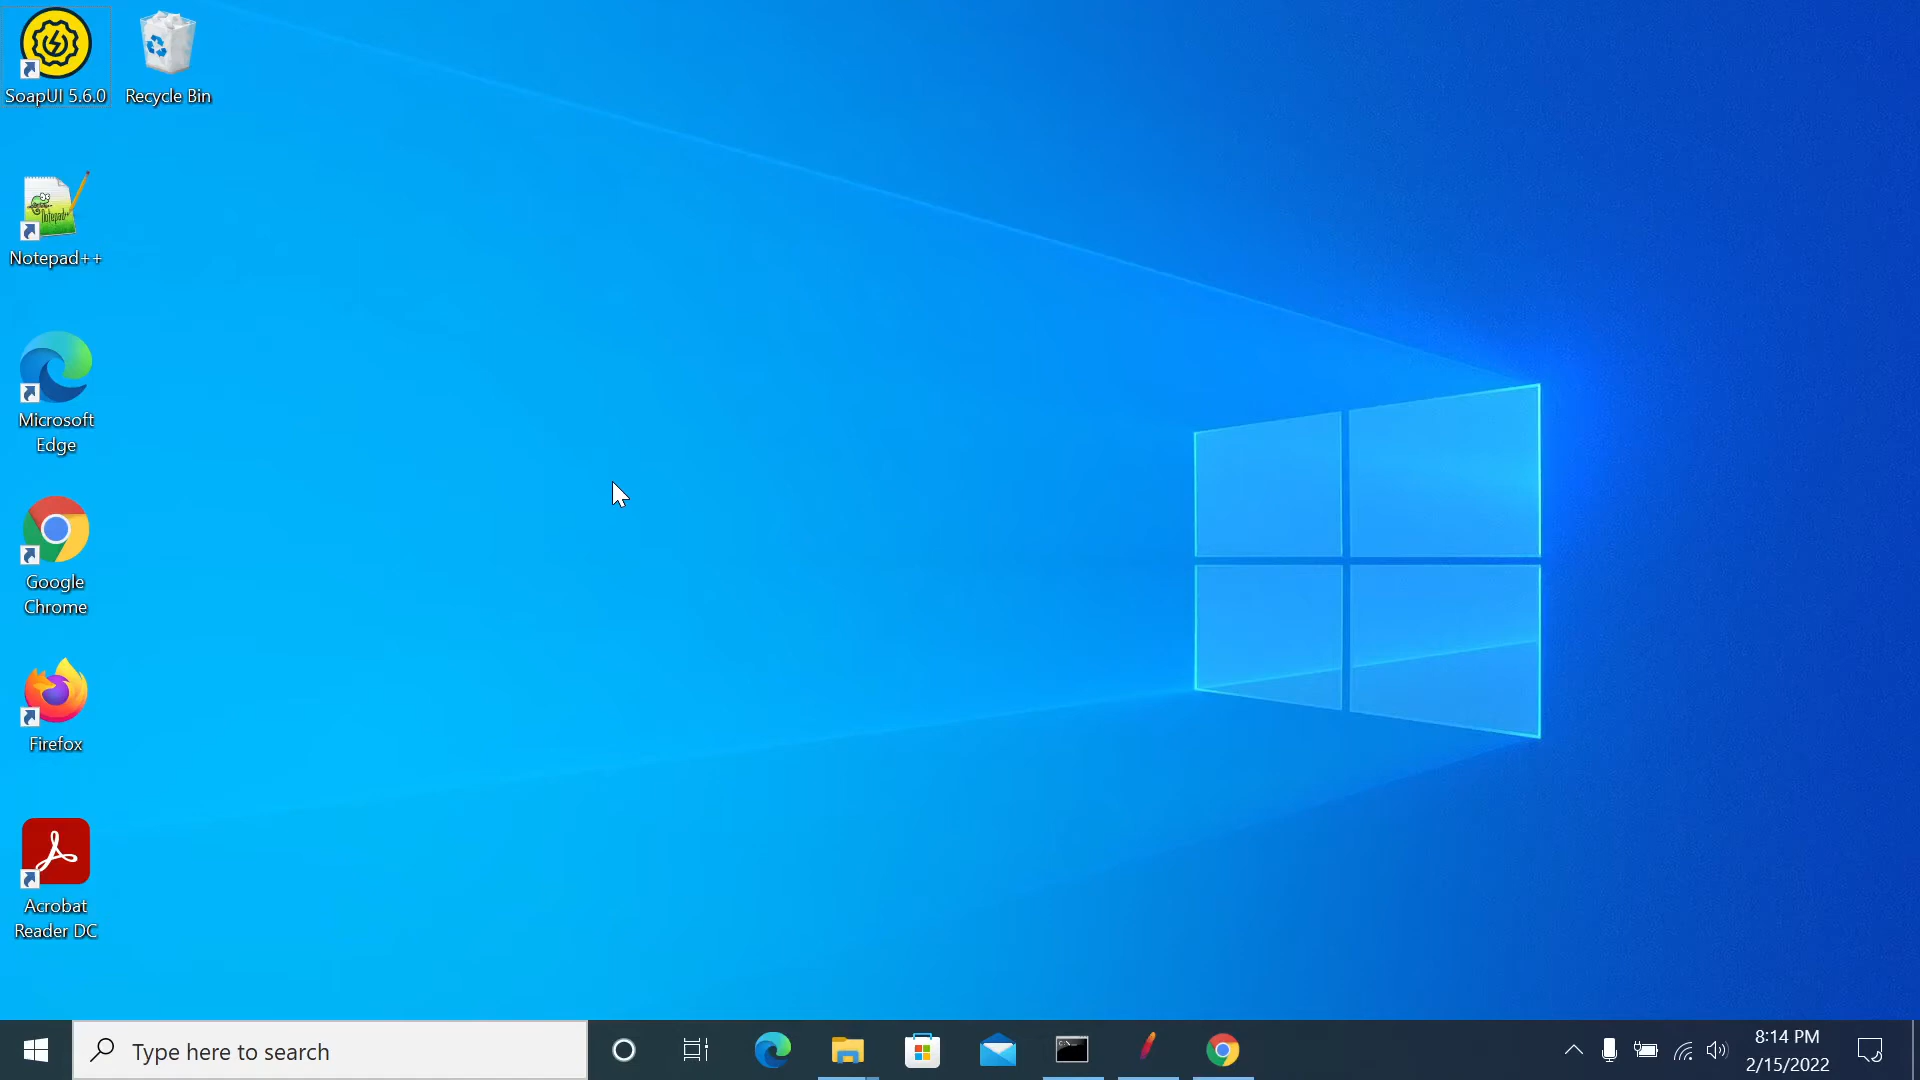 SoapUI 5.6.0
Recycle Bin
Notepad++
Microsoft
Edge
Google
Chrome
Firefox
Acrobat
Reader DC
Type here to search
8:14 PM
2/15/2022